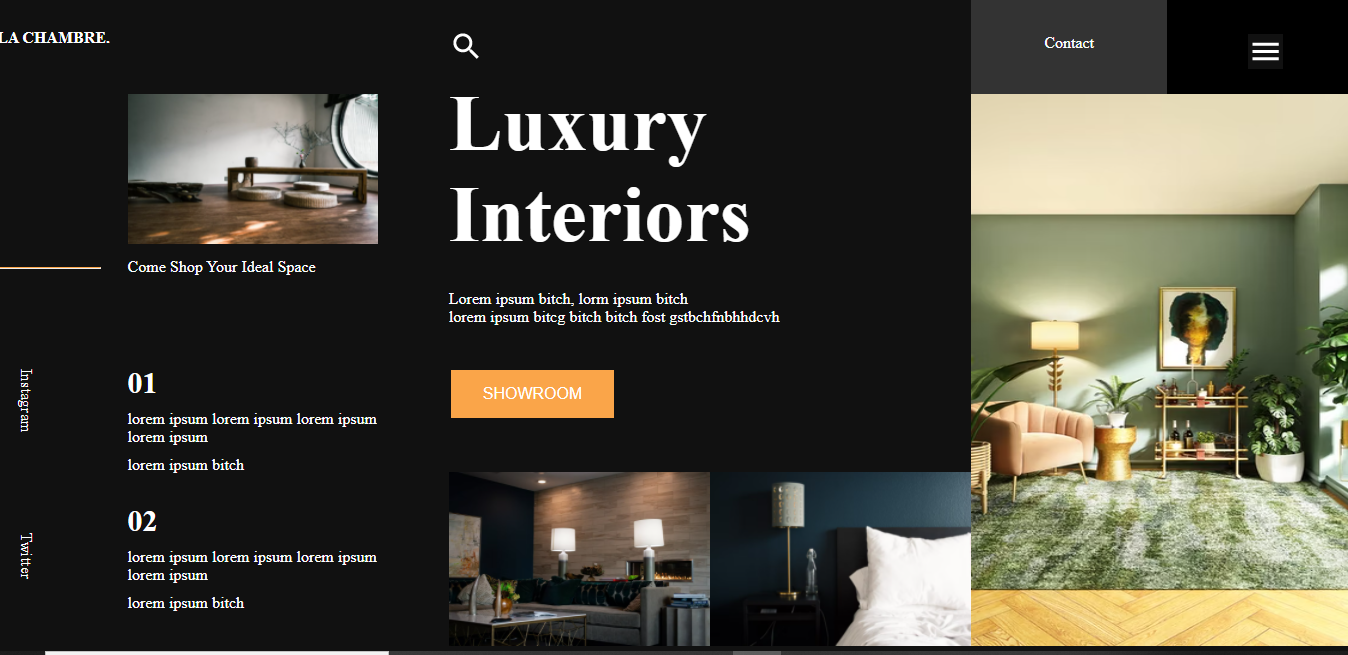 LA CHAMBRE.
Contact
Luxury
Interiors
Come Shop Your Ideal Space
Lorem ipsum bitch, lorm ipsum bitch
lorem ipsum bitcg bitch bitch fost gstbchfnbhhdcvh
SHOWROOM
Instagram
01
lorem ipsum lorem ipsum lorem ipsum
lorem ipsum
lorem ipsum bitch
Twitter
02
lorem ipsum lorem ipsum lorem ipsum
lorem ipsum
lorem ipsum bitch